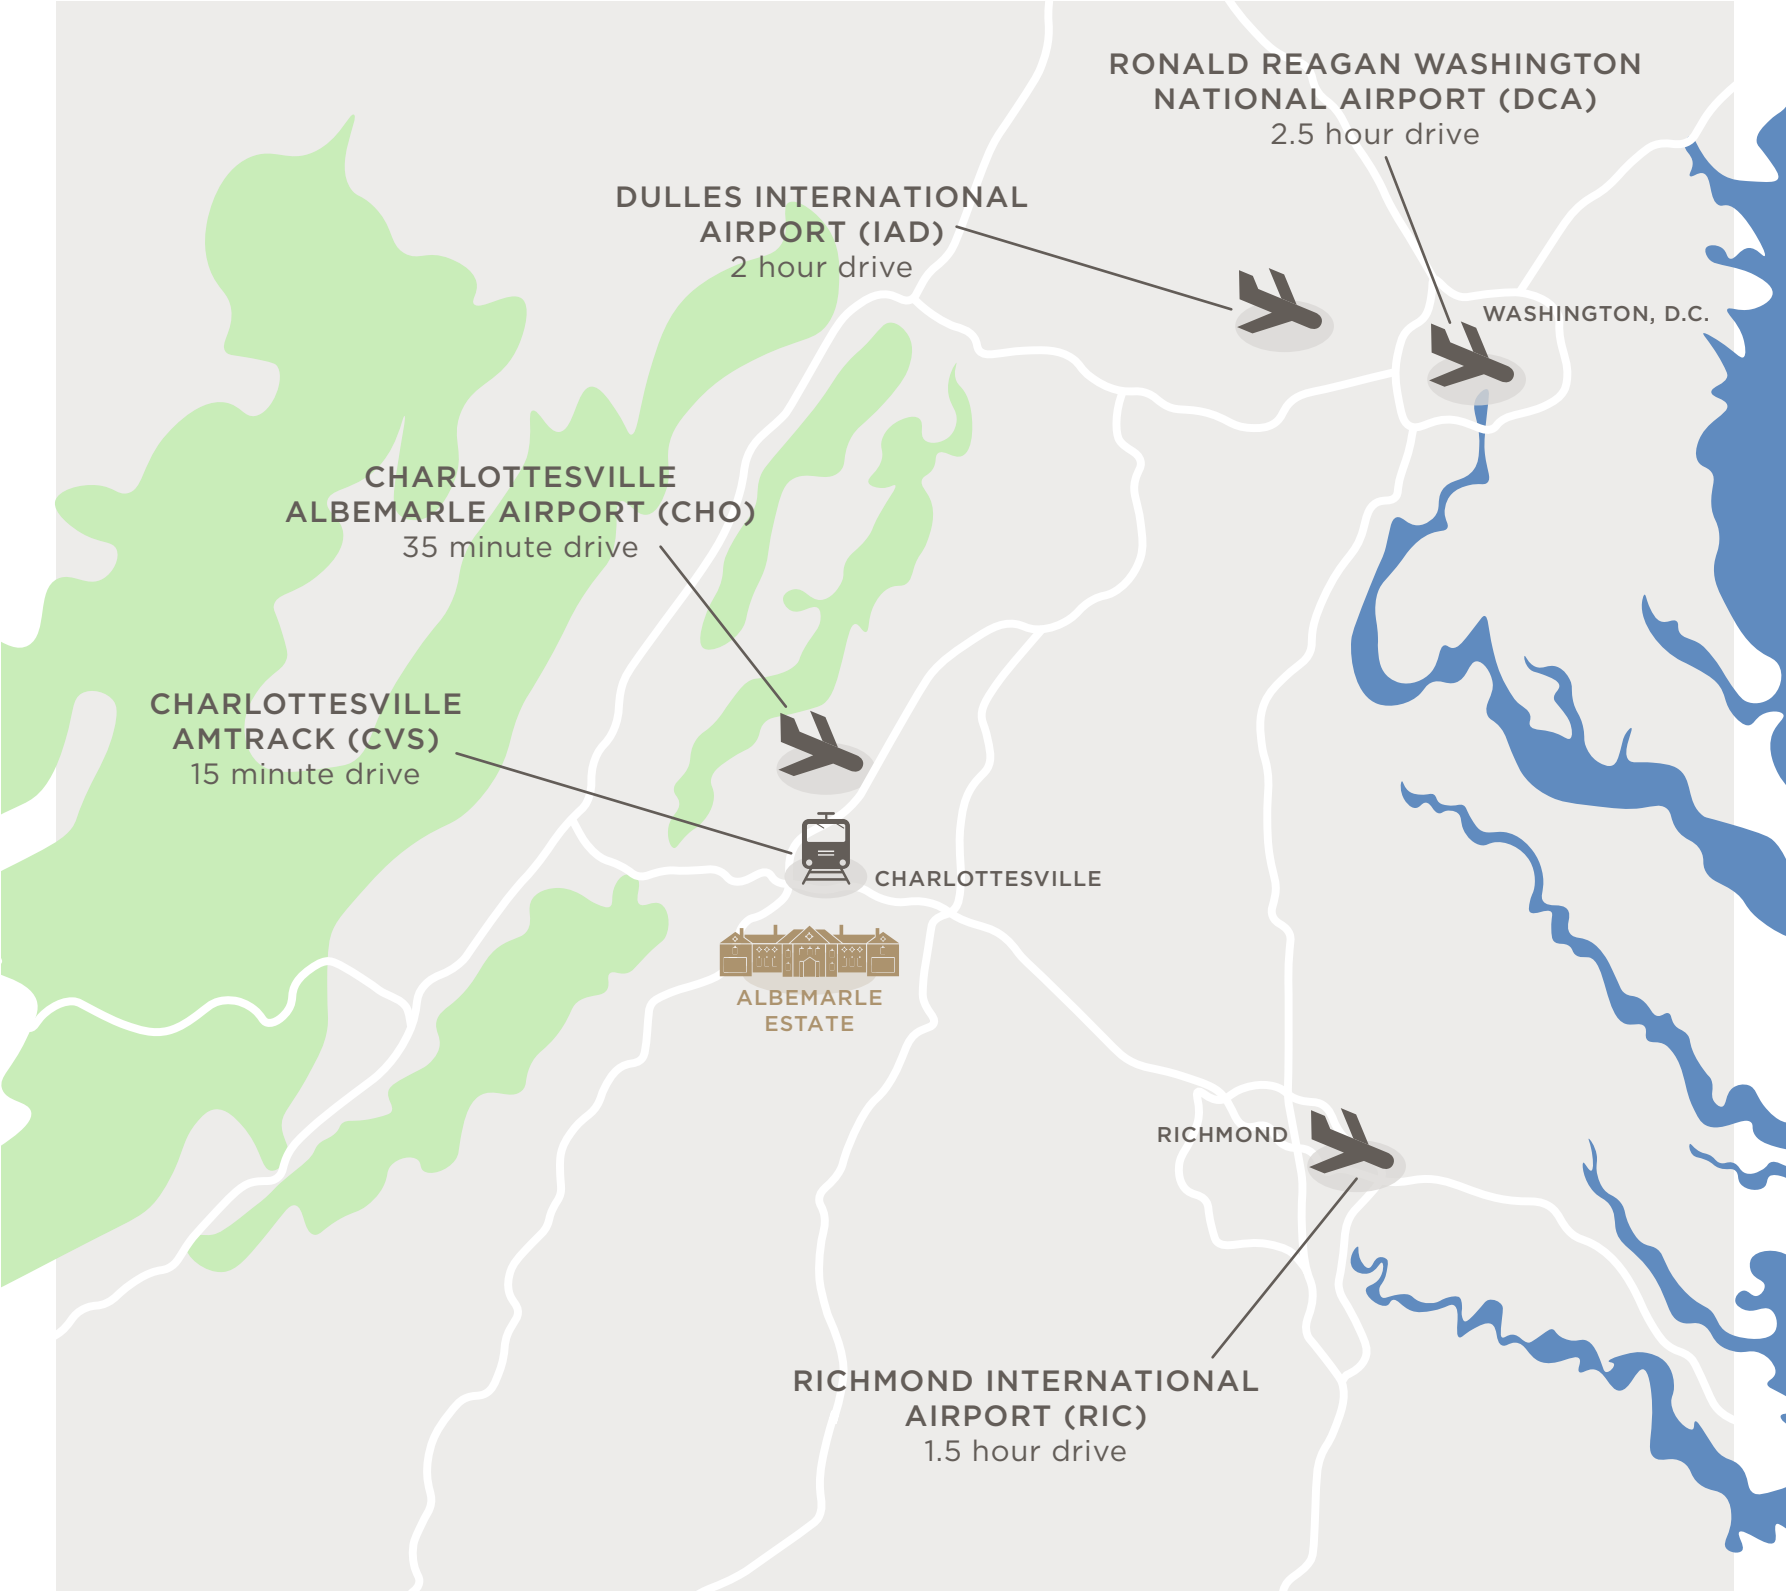 RONALD REAGAN WASHINGTON
NATIONAL AIRPORT (DCA)
2.5 hour drive
DULLES INTERNATIONAL
AIRPORT (IAD)
2 hour drive
WASHINGTON, D.C.
CHARLOTTESVILLE
ALBEMARLE AIRPORT (CHO)
35 minute drive
CHARLOTTESVILLE
AMTRACK (CVS)
15 minute drive
CHARLOTTESVILLE
ALBEMARLE
ESTATE
RICHMOND
RICHMOND INTERNATIONAL
AIRPORT (RIC)
1.5 hour drive